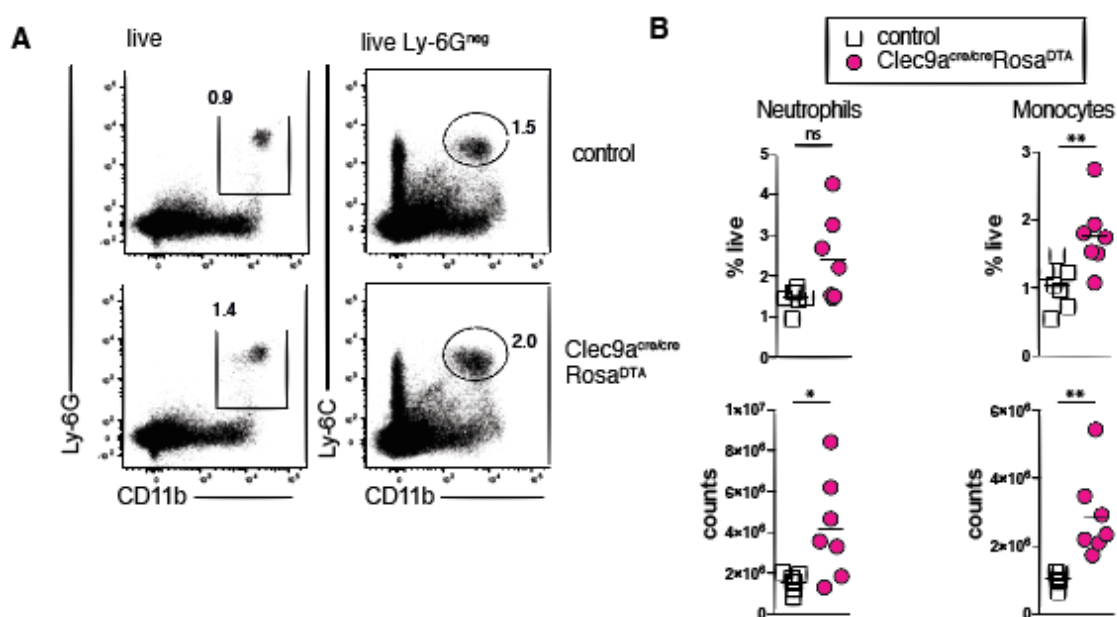 A
live
live Ly-6Gneg
0.9
1.5
control
1.4
2.0
Clec9acre/cre
RosaDTA
Ly-6G
Ly-6C
CD11b
CD11b
B
control
Clec9acre/creRosaDTA
Neutrophils
Monocytes
ns
**
5
4
3
2
1
0
% live
3
2
1
0
% live
*
**
1×10⁷
8×10⁶
6×10⁶
4×10⁶
2×10⁶
0
counts
6×10⁶
4×10⁶
2×10⁶
0
counts